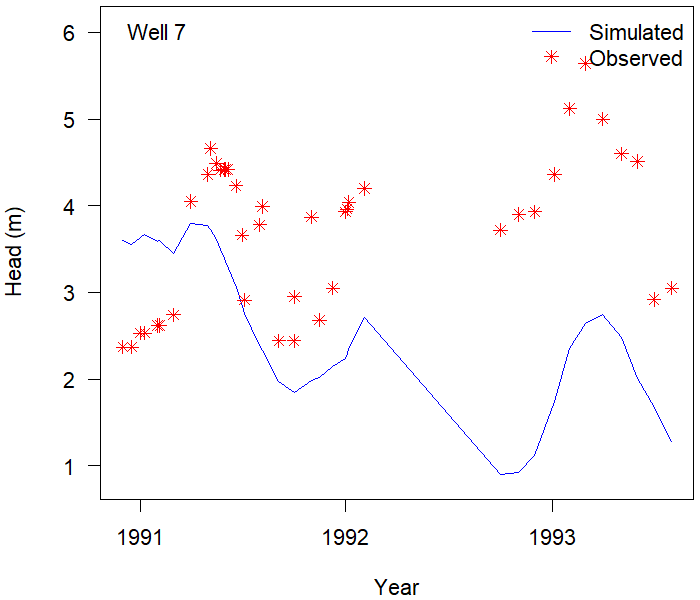 Well 7
Simulated
Observed
6
5
4
3
2
1
Head (m)
1991 1992 1993
Year